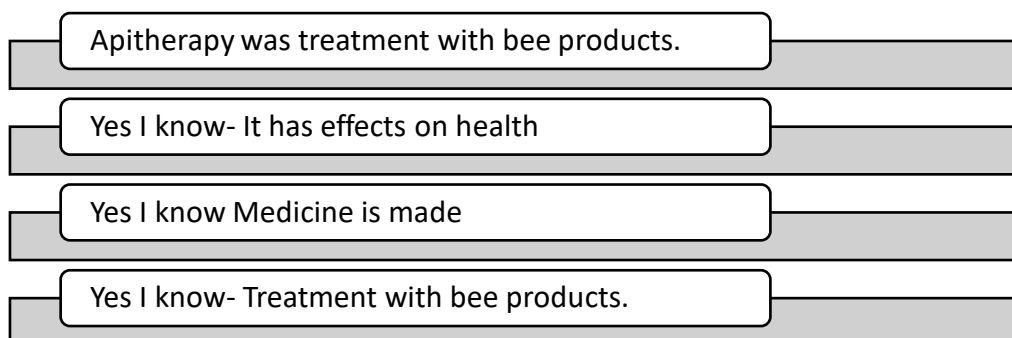 Apitherapy was treatment with bee products.
Yes I know- It has effects on health
Yes I know Medicine is made
Yes I know- Treatment with bee products.